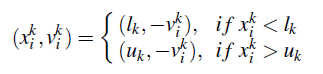 (x_i^k, v_i^k) = { (l_k, −v_i^k), if x_i^k < l_k
(u_k, −v_i^k), if x_i^k > u_k